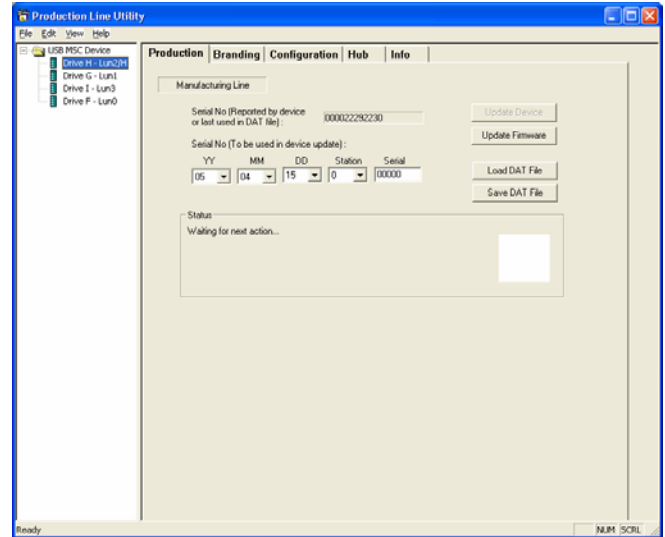 Production Line Utility
File Edit View Help
USB MSC Device
Drive H - Lun2/H
Drive G - Lun1
Drive I - Lun3
Drive F - Lun0
Production Branding Configuration Hub Info
Manufacturing Line
Serial No (Reported by device
or last used in DAT file) : 000022292230
Update Device
Update Firmware
Serial No (To be used in device update) :
YY MM DD Station Serial
05 04 15 0 00000
Load DAT File
Save DAT File
Status
Waiting for next action...
Ready NUM SCRL